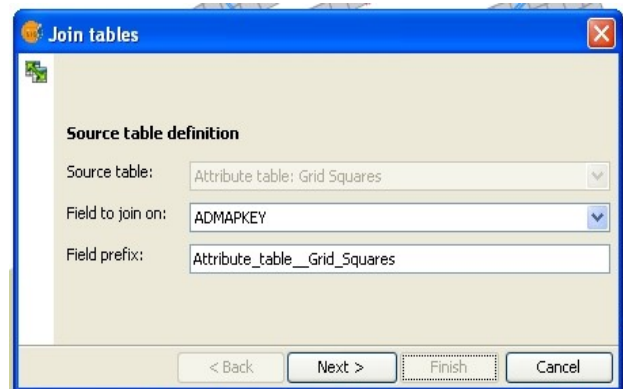 Join tables
Source table definition
Source table: Attribute table: Grid Squares
Field to join on: ADMAPKEY
Field prefix: Attribute_table__Grid_Squares
< Back Next > Finish Cancel